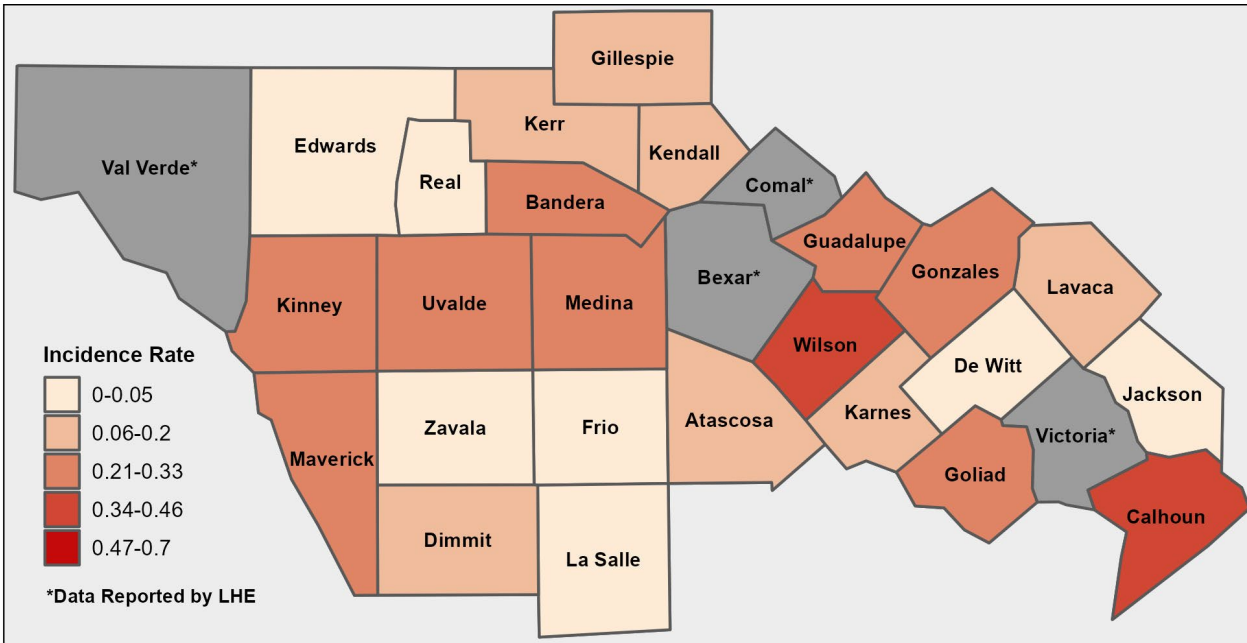 Gillespie
Kerr
Edwards
Kendall
Val Verde*
Real
Comal*
Bandera
Guadalupe
Gonzales
Bexar*
Lavaca
Kinney
Uvalde
Medina
Wilson
De Witt
Jackson
Karnes
Atascosa
Zavala
Frio
Victoria*
Maverick
Goliad
Calhoun
Dimmit
La Salle
Incidence Rate
0-0.05
0.06-0.2
0.21-0.33
0.34-0.46
0.47-0.7
*Data Reported by LHE